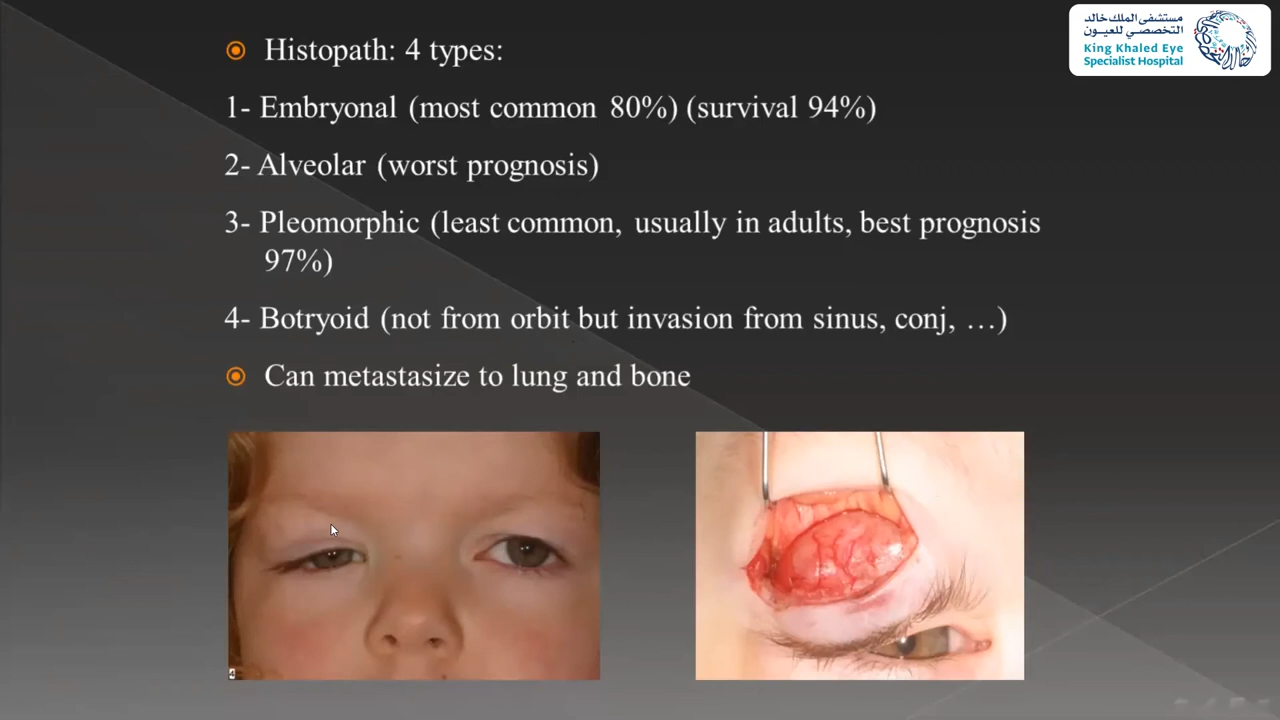 مستشفى الملك خالد
التخصصي للعيون
King Khaled Eye
Specialist Hospital
Histopath: 4 types:
1- Embryonal (most common 80%) (survival 94%)
2- Alveolar (worst prognosis)
3- Pleomorphic (least common, usually in adults, best prognosis
97%)
4- Botryoid (not from orbit but invasion from sinus, conj, …)
Can metastasize to lung and bone
4